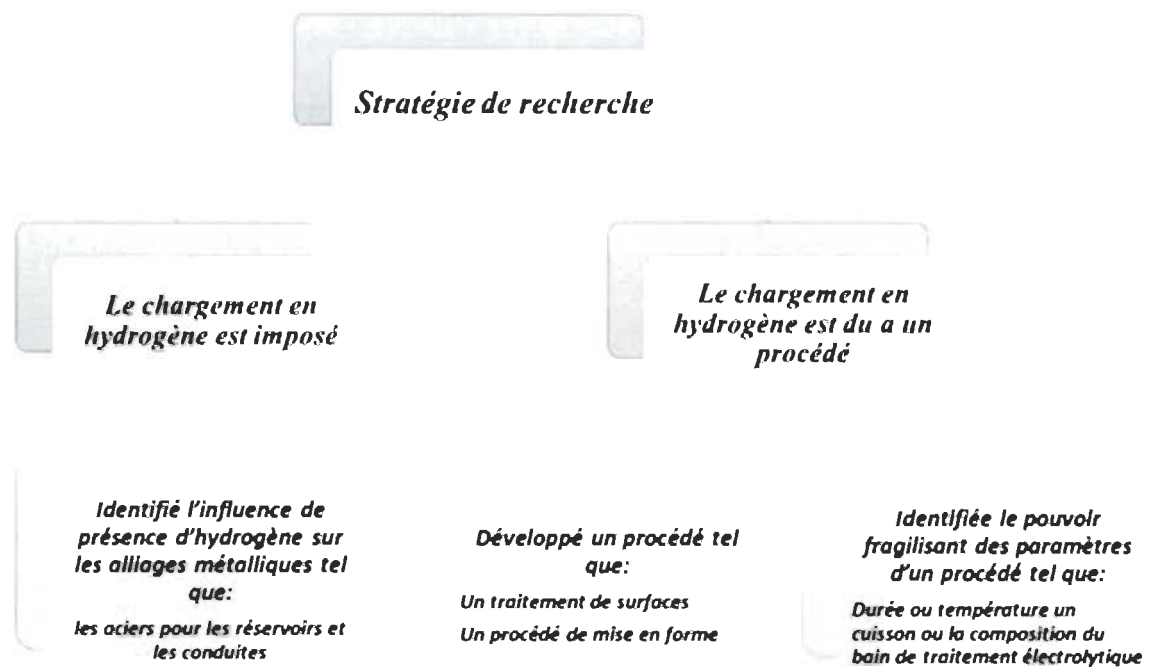 Stratégie de recherche
Le chargement en
hydrogène est imposé
Le chargement en
hydrogène est du a un
procédé
Identifié l'influence de
présence d'hydrogène sur
les alliages métalliques tel
que:
les aciers pour les réservoirs et
les conduites
Développé un procédé tel
que:
Un traitement de surfaces
Un procédé de mise en forme
Identifiée le pouvoir
fragilisant des paramètres
d'un procédé tel que:
Durée ou température un
cuisson ou la composition du
bain de traitement électrolytique